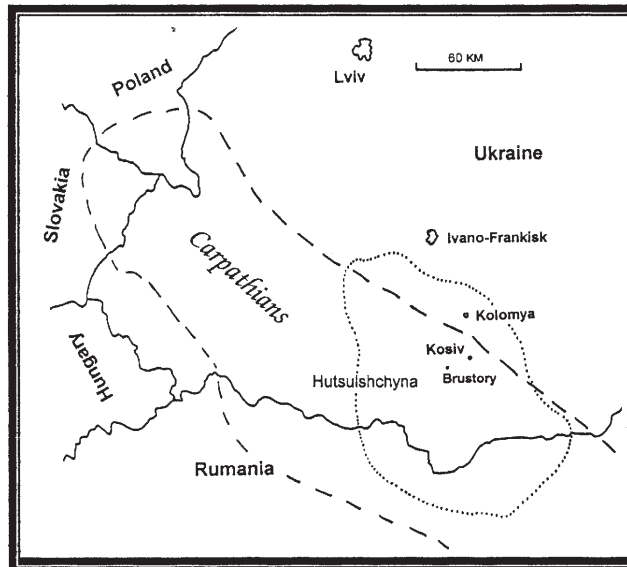 Poland
Lviv
60 KM
Ukraine
Slovakia
Carpathians
Ivano-Frankisk
Kolomya
Kosiv
Brustory
Hungary
Hutsulshchyna
Rumania